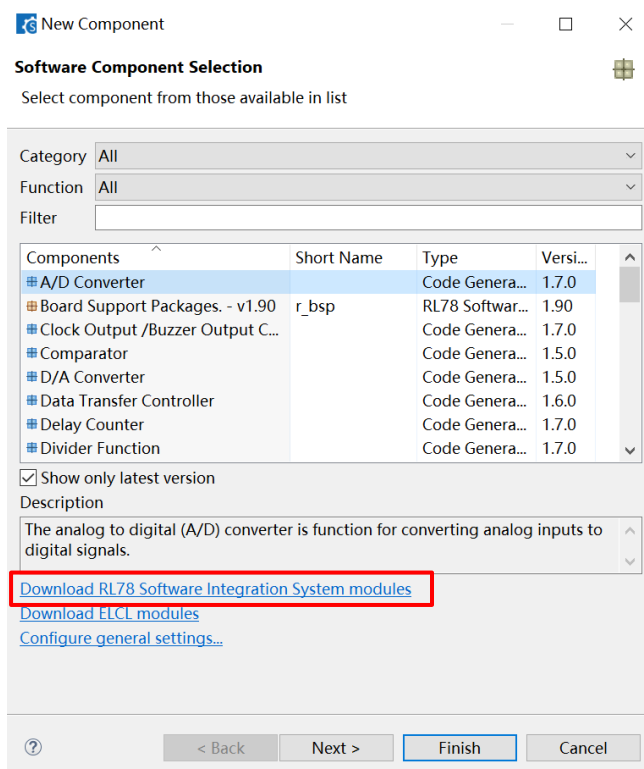 New Component
Software Component Selection
Select component from those available in list
Category All
Function All
Filter
Components Short Name Type Versi...
A/D Converter Code Genera... 1.7.0
Board Support Packages. - v1.90 r_bsp RL78 Softwar... 1.90
Clock Output /Buzzer Output C... Code Genera... 1.7.0
Comparator Code Genera... 1.5.0
D/A Converter Code Genera... 1.5.0
Data Transfer Controller Code Genera... 1.6.0
Delay Counter Code Genera... 1.7.0
Divider Function Code Genera... 1.7.0
Show only latest version
Description
The analog to digital (A/D) converter is function for converting analog inputs to
digital signals.
Download RL78 Software Integration System modules
Download ELCL modules
Configure general settings...
? < Back Next > Finish Cancel